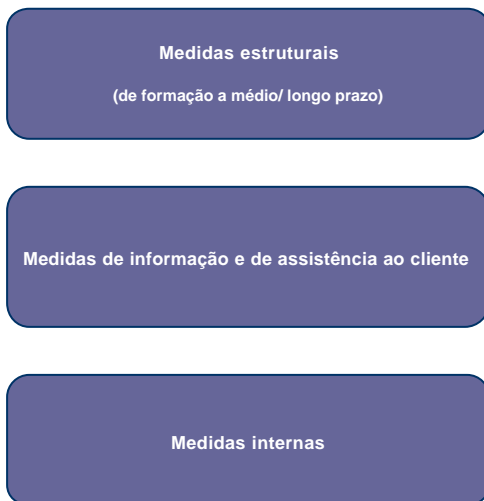 Medidas estruturais
(de formação a médio/ longo prazo)
Medidas de informação e de assistência ao cliente
Medidas internas